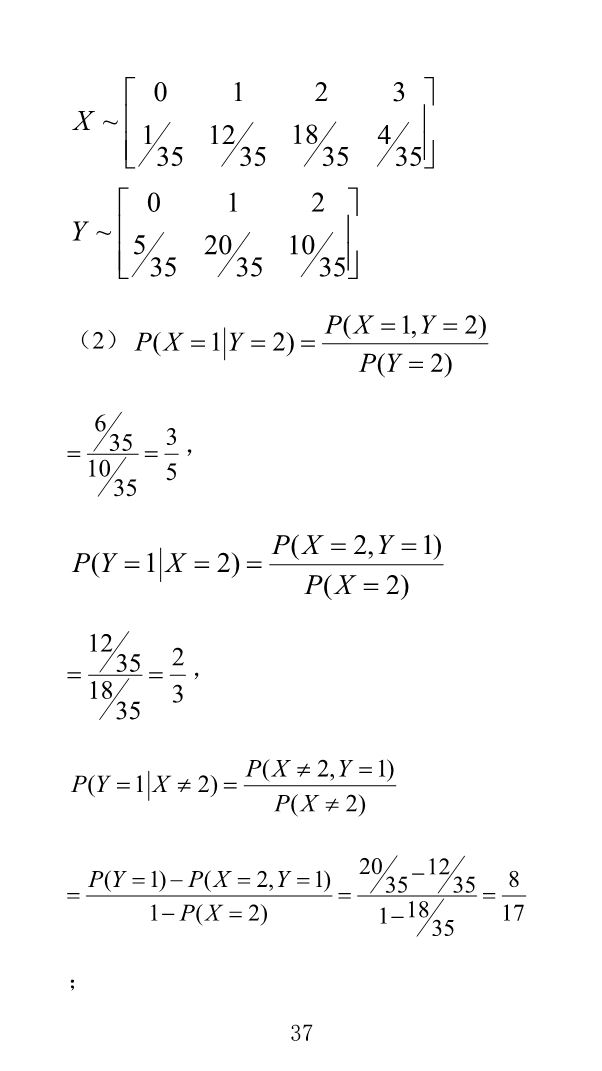 X ~ [ 0 1 2 3
1/35 12/35 18/35 4/35 ]
Y ~ [ 0 1 2
5/35 20/35 10/35 ]
（2） P(X = 1|Y = 2) = P(X = 1, Y = 2) / P(Y = 2)
= (6/35) / (10/35) = 3/5 ，
P(Y = 1|X = 2) = P(X = 2, Y = 1) / P(X = 2)
= (12/35) / (18/35) = 2/3 ，
P(Y = 1|X ≠ 2) = P(X ≠ 2, Y = 1) / P(X ≠ 2)
= (P(Y = 1) − P(X = 2, Y = 1)) / (1 − P(X = 2)) = (20/35 − 12/35) / (1 − 18/35) = 8/17
；
37